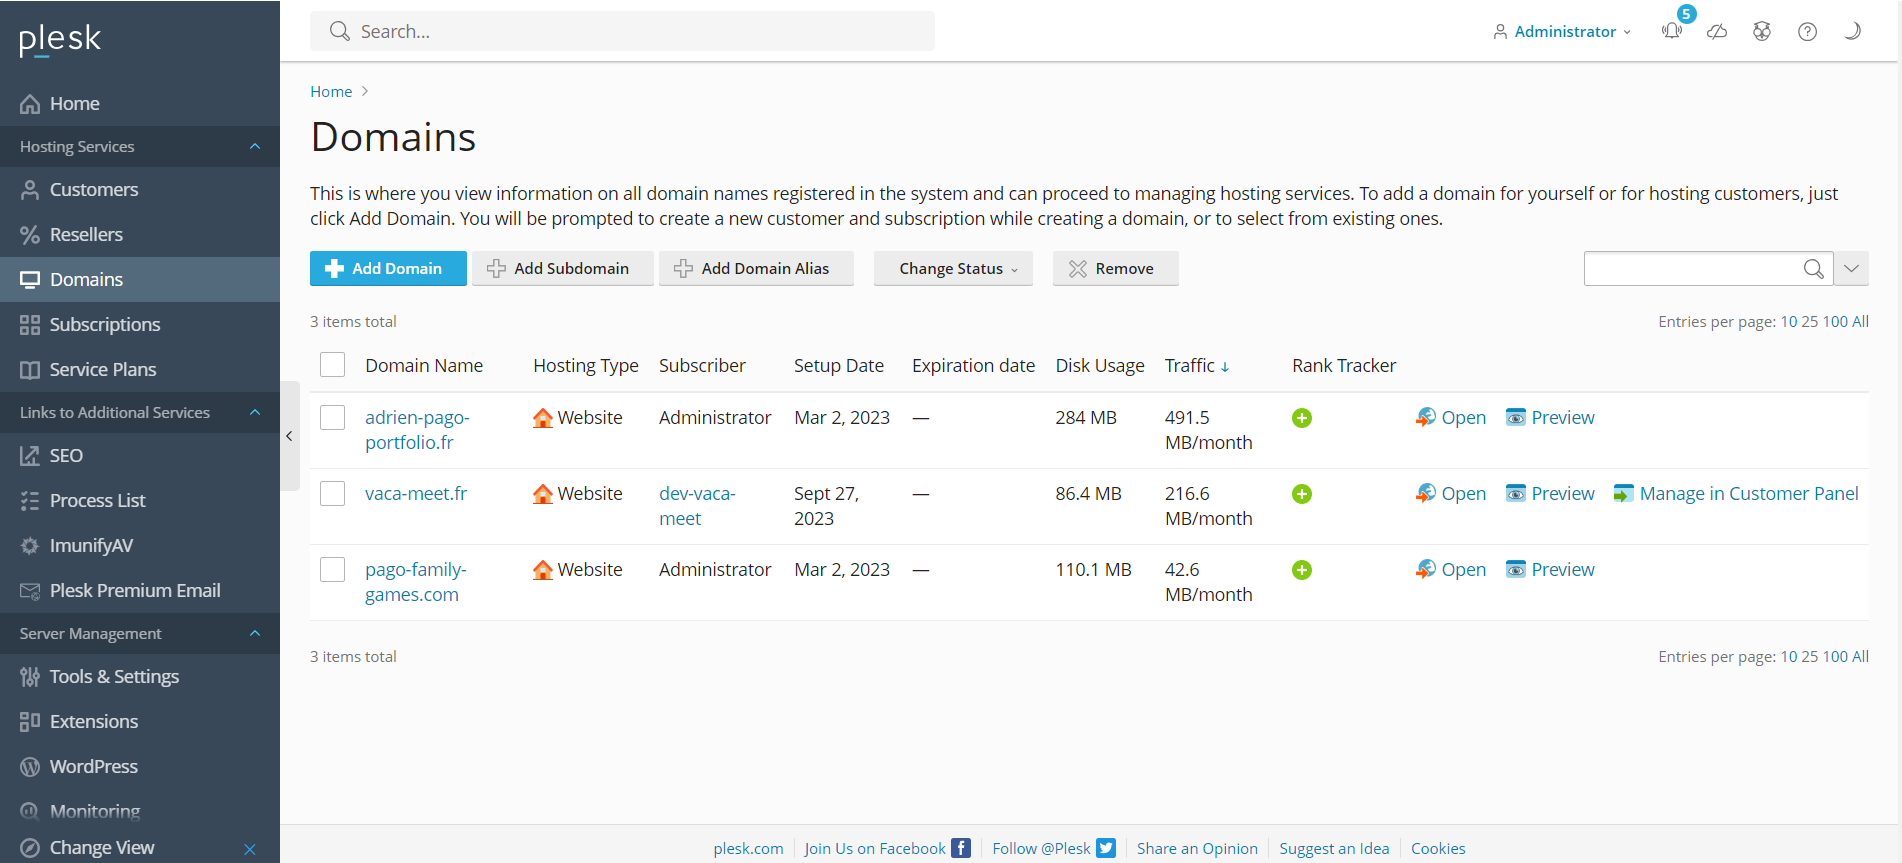 plesk
Search...
Administrator
5
Home
Hosting Services
Customers
Resellers
Domains
Subscriptions
Service Plans
Links to Additional Services
SEO
Process List
ImunifyAV
Plesk Premium Email
Server Management
Tools & Settings
Extensions
WordPress
Monitoring
Change View
Home
Domains
This is where you view information on all domain names registered in the system and can proceed to managing hosting services. To add a domain for yourself or for hosting customers, just
click Add Domain. You will be prompted to create a new customer and subscription while creating a domain, or to select from existing ones.
Add Domain Add Subdomain Add Domain Alias Change Status Remove
3 items total Entries per page: 10 25 100 All
Domain Name Hosting Type Subscriber Setup Date Expiration date Disk Usage Traffic Rank Tracker
adrien-pago- Website Administrator Mar 2, 2023 — 284 MB 491.5 Open Preview
portfolio.fr MB/month
vaca-meet.fr Website dev-vaca- Sept 27, — 86.4 MB 216.6 Open Preview Manage in Customer Panel
meet 2023 MB/month
pago-family- Website Administrator Mar 2, 2023 — 110.1 MB 42.6 Open Preview
games.com MB/month
3 items total Entries per page: 10 25 100 All
plesk.com Join Us on Facebook Follow @Plesk Share an Opinion Suggest an Idea Cookies